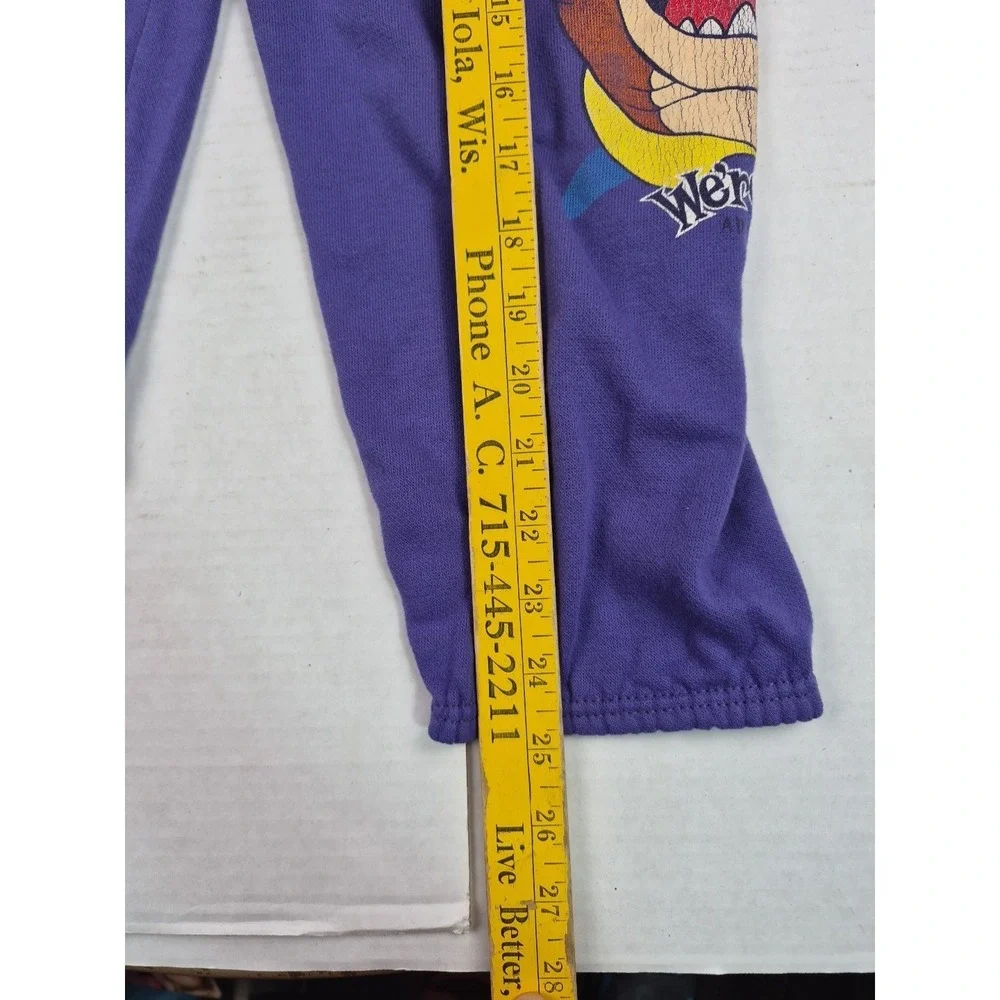 Iola, Wis. Phone A. C. 715-445-2211 Live Better,
15 16 17 18 19 20 21 22 23 24 25 26 27 28
We're